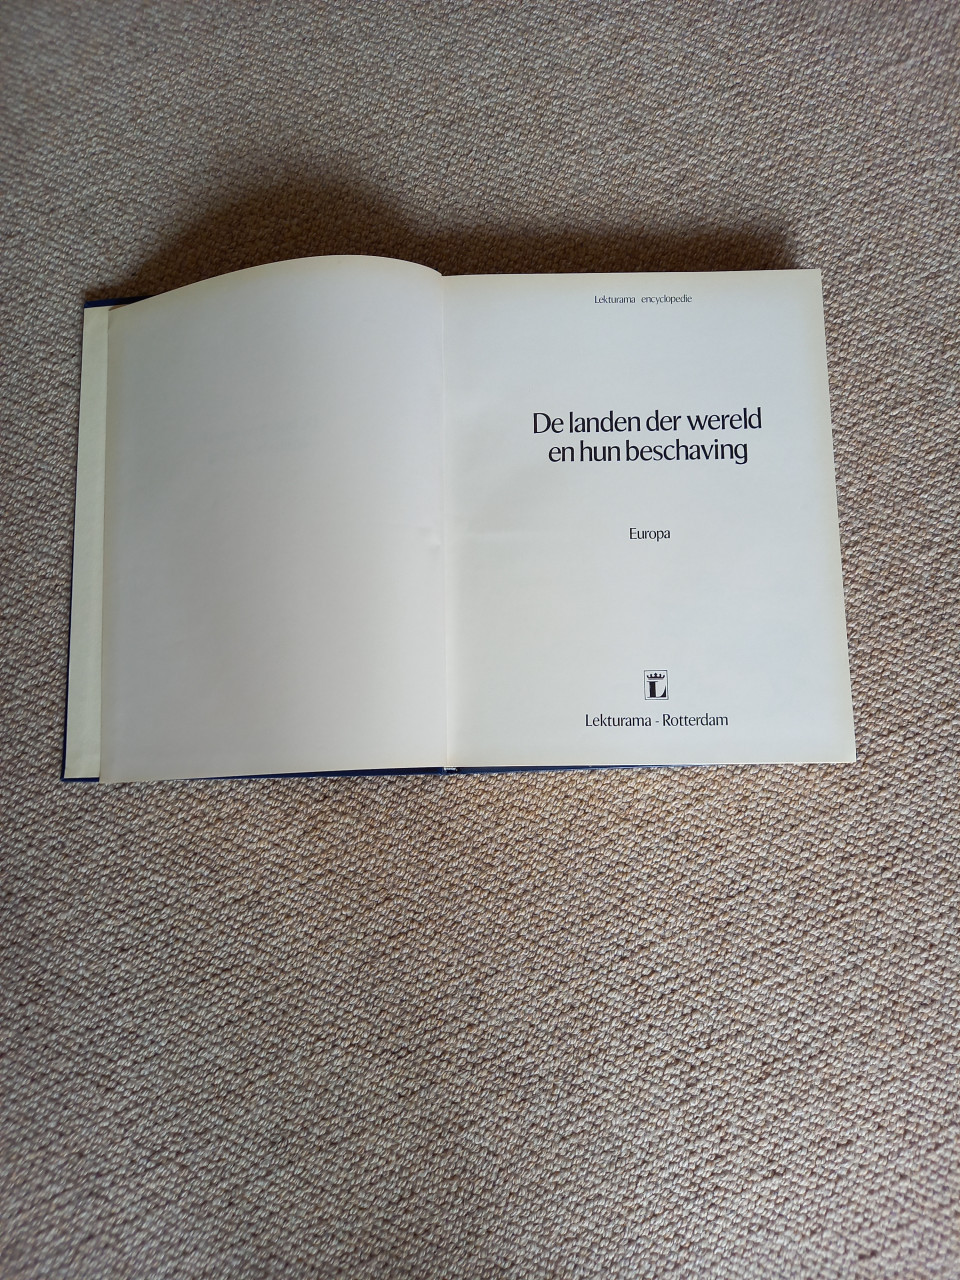 Lekturama encyclopedie
De landen der wereld
en hun beschaving
Europa
L
Lekturama - Rotterdam